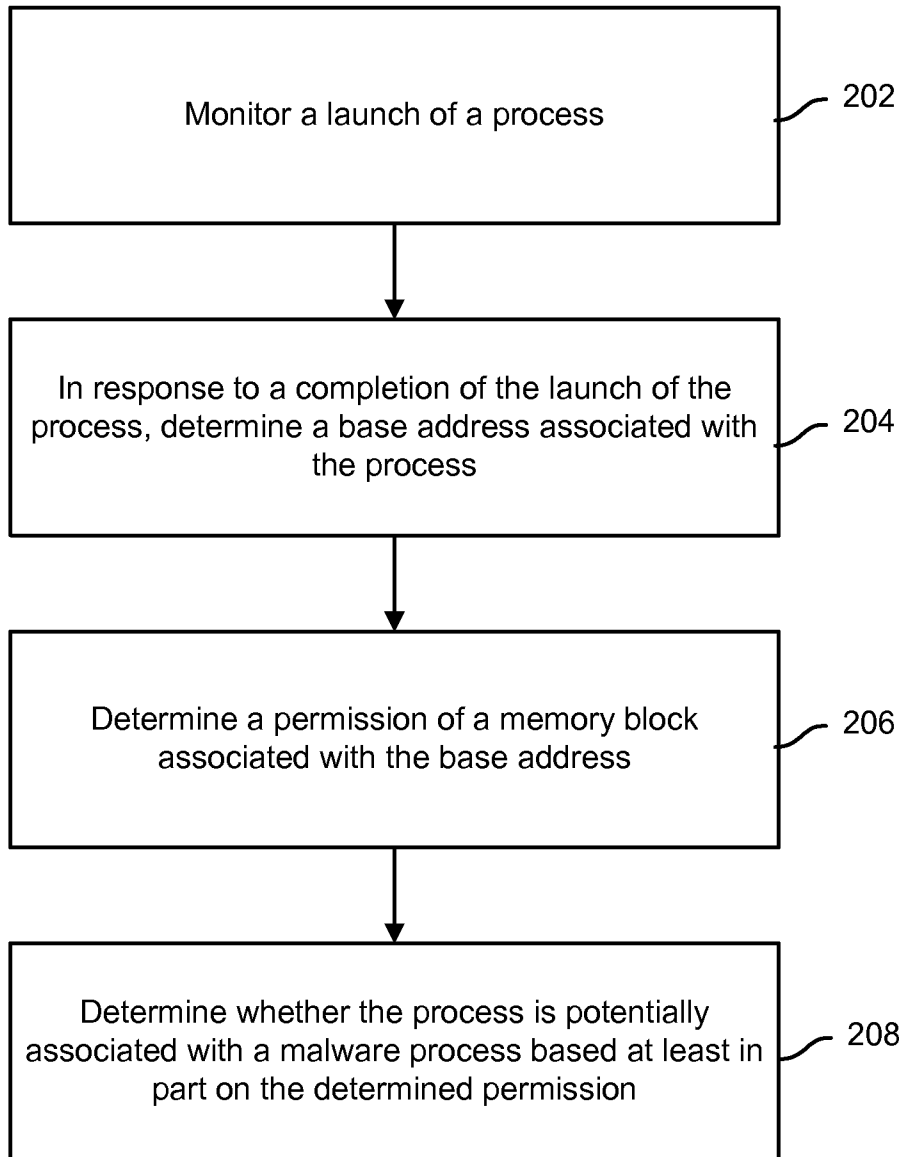 Monitor a launch of a process
202
In response to a completion of the launch of the
process, determine a base address associated with
the process
204
Determine a permission of a memory block
associated with the base address
206
Determine whether the process is potentially
associated with a malware process based at least in
part on the determined permission
208